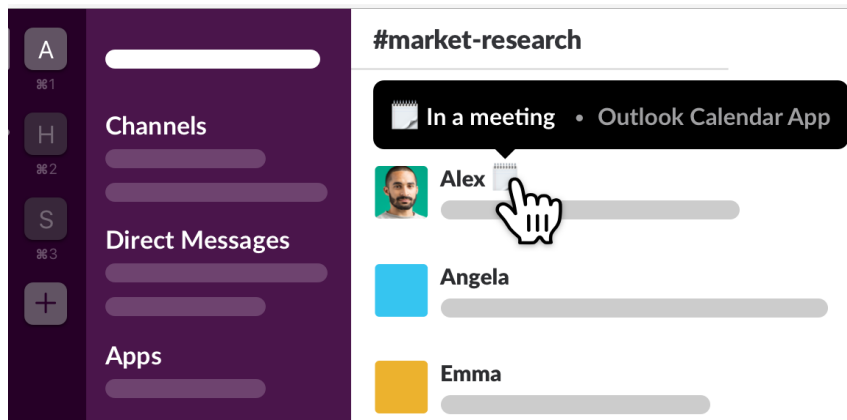 A
⌘1
H
⌘2
S
⌘3
+
Channels
Direct Messages
Apps
#market-research
In a meeting • Outlook Calendar App
Alex
Angela
Emma